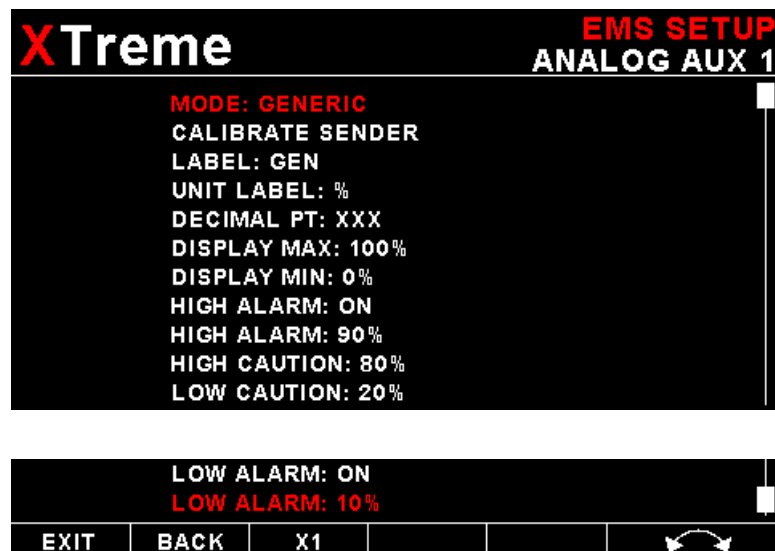 XTreme
EMS SETUP
ANALOG AUX 1
MODE: GENERIC
CALIBRATE SENDER
LABEL: GEN
UNIT LABEL: %
DECIMAL PT: XXX
DISPLAY MAX: 100%
DISPLAY MIN: 0%
HIGH ALARM: ON
HIGH ALARM: 90%
HIGH CAUTION: 80%
LOW CAUTION: 20%
LOW ALARM: ON
LOW ALARM: 10%
EXIT BACK X1